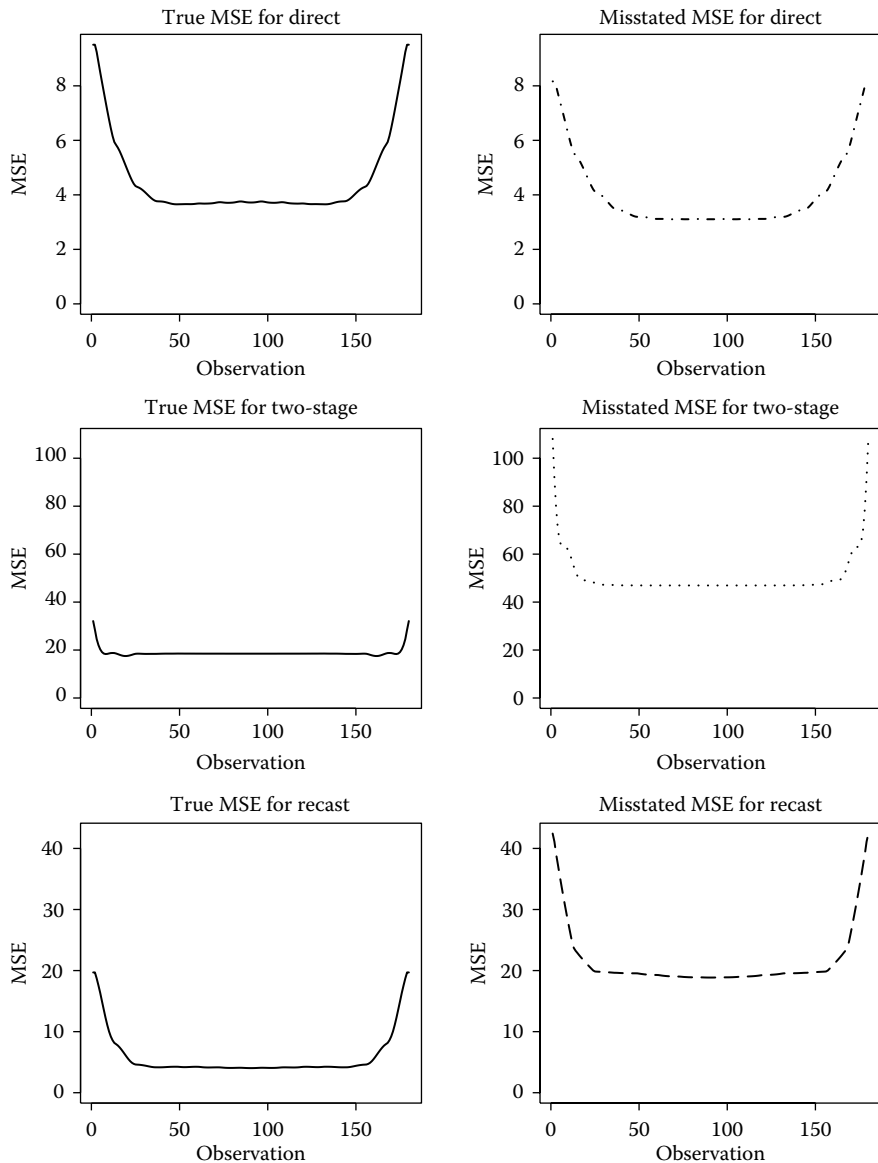 True MSE for direct
MSE
8
6
4
2
0
0 50 100 150
Observation
Misstated MSE for direct
MSE
8
6
4
2
0
0 50 100 150
Observation
True MSE for two-stage
MSE
100
80
60
40
20
0
0 50 100 150
Observation
Misstated MSE for two-stage
MSE
100
80
60
40
20
0
0 50 100 150
Observation
True MSE for recast
MSE
40
30
20
10
0
0 50 100 150
Observation
Misstated MSE for recast
MSE
40
30
20
10
0
0 50 100 150
Observation